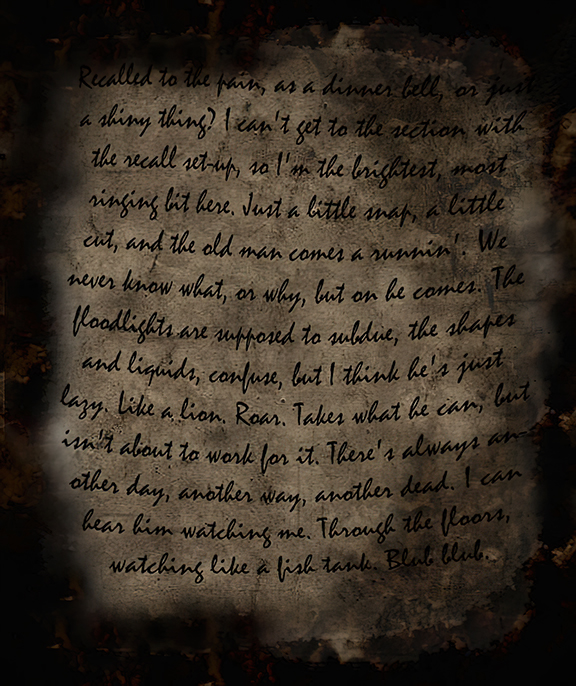 Recalled to the pain, as a dinner bell, or just
a shiny thing? I can't get to the section with
the recall set-up, so I'm the brightest, most
ringing bit here. Just a little snap, a little
cut, and the old man comes a runnin'. We
never know what, or why, but on he comes. The
floodlights are supposed to subdue, the shapes
and liquids, confuse, but I think he's just
lazy. Like a lion. Roar. Takes what he can, but
isn't about to work for it. There's always an-
other day, another way, another dead. I can
hear him watching me. Through the floors,
watching like a fish tank. Blub blub.